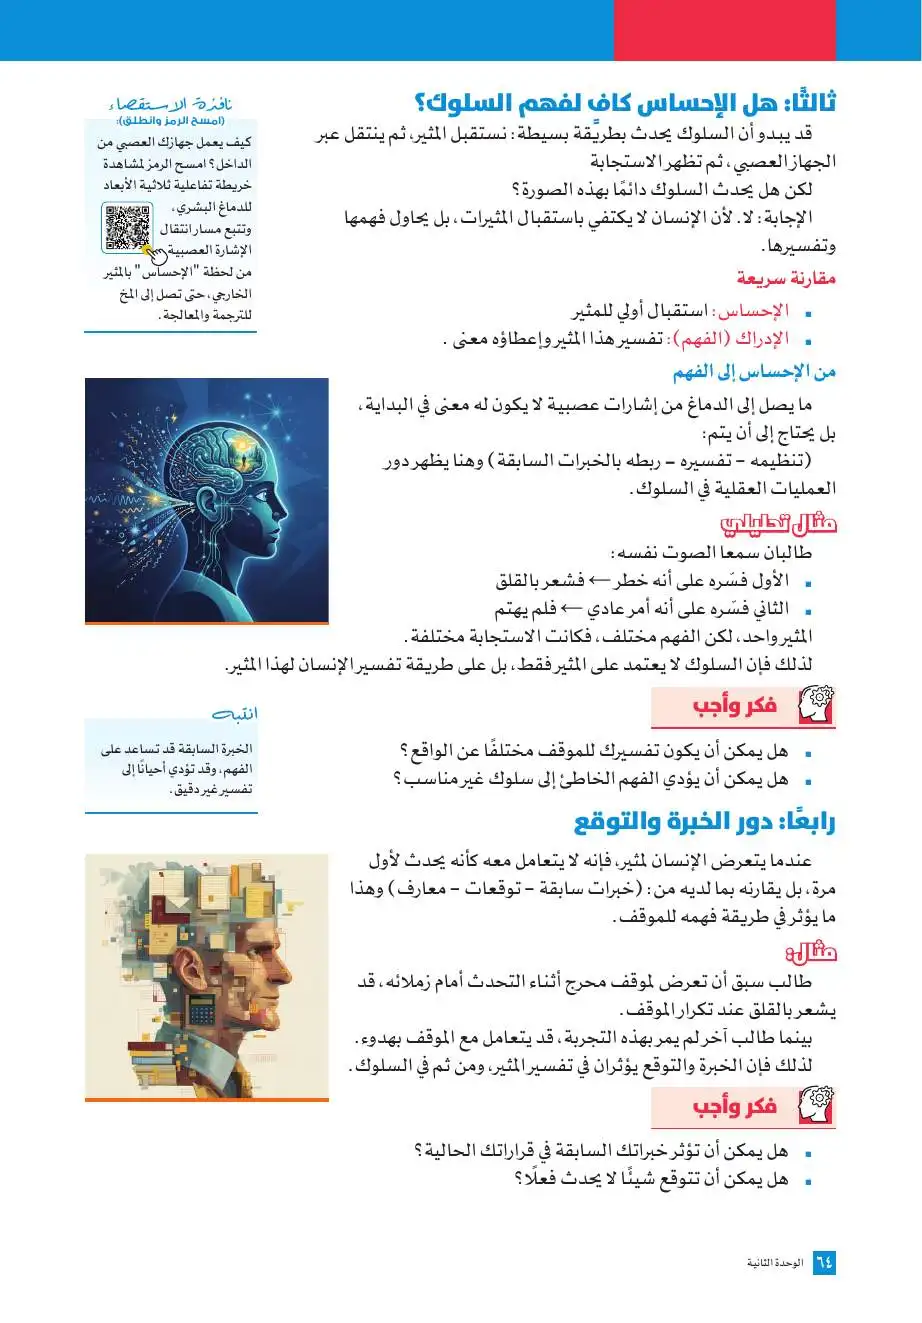 ثالثًا: هل الإحساس كافٍ لفهم السلوك؟
قد يبدو أن السلوك يحدث بطريقة بسيطة: نستقبل المثير، ثم ينتقل عبر
الجهاز العصبي، ثم تظهر الاستجابة
لكن هل يحدث السلوك دائمًا بهذه الصورة؟
الإجابة: لا. لأن الإنسان لا يكتفي باستقبال المثيرات، بل يحاول فهمها
وتفسيرها.
مقارنة سريعة
▪ الإحساس: استقبال أولي للمثير
▪ الإدراك (الفهم): تفسير هذا المثير وإعطاؤه معنى .
من الإحساس إلى الفهم
ما يصل إلى الدماغ من إشارات عصبية لا يكون له معنى في البداية،
بل يحتاج إلى أن يتم:
(تنظيمه - تفسيره - ربطه بالخبرات السابقة) وهنا يظهر دور
العمليات العقلية في السلوك.
مثال تحليلي
طالبان سمعا الصوت نفسه:
▪ الأول فسّره على أنه خطر ← فشعر بالقلق
▪ الثاني فسّره على أنه أمر عادي ← فلم يهتم
المثير واحد، لكن الفهم مختلف، فكانت الاستجابة مختلفة.
لذلك فإن السلوك لا يعتمد على المثير فقط، بل على طريقة تفسير الإنسان لهذا المثير.
فكر وأجب
▪ هل يمكن أن يكون تفسيرك للموقف مختلفًا عن الواقع؟
▪ هل يمكن أن يؤدي الفهم الخاطئ إلى سلوك غير مناسب؟
رابعًا: دور الخبرة والتوقع
عندما يتعرض الإنسان لمثير، فإنه لا يتعامل معه كأنه يحدث لأول
مرة، بل يقارنه بما لديه من: (خبرات سابقة - توقعات - معارف) وهذا
ما يؤثر في طريقة فهمه للموقف.
مثال:
طالب سبق أن تعرض لموقف محرج أثناء التحدث أمام زملائه، قد
يشعر بالقلق عند تكرار الموقف.
بينما طالب آخر لم يمر بهذه التجربة، قد يتعامل مع الموقف بهدوء.
لذلك فإن الخبرة والتوقع يؤثران في تفسير المثير، ومن ثم في السلوك.
فكر وأجب
▪ هل يمكن أن تؤثر خبراتك السابقة في قراراتك الحالية؟
▪ هل يمكن أن تتوقع شيئًا لا يحدث فعلًا؟
نافذة الاستقصاء
(امسح الرمز وانطلق):
كيف يعمل جهازك العصبي من
الداخل؟ امسح الرمز لمشاهدة
خريطة تفاعلية ثلاثية الأبعاد
للدماغ البشري،
وتتبع مسار انتقال
الإشارة العصبية
من لحظة "الإحساس" بالمثير
الخارجي، حتى تصل إلى المخ
للترجمة والمعالجة.
انتبه
الخبرة السابقة قد تساعد على
الفهم، وقد تؤدي أحيانًا إلى
تفسير غير دقيق.
٦٤ الوحدة الثانية